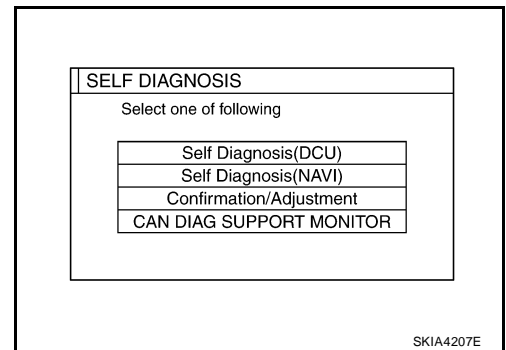 SELF DIAGNOSIS
Select one of following
Self Diagnosis(DCU)
Self Diagnosis(NAVI)
Confirmation/Adjustment
CAN DIAG SUPPORT MONITOR
SKIA4207E